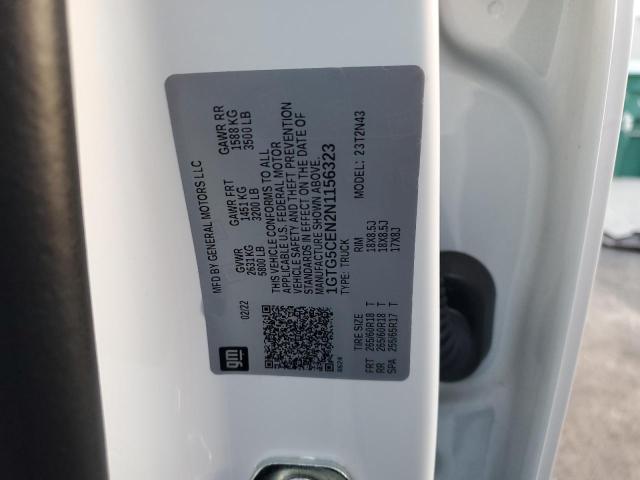 MFD BY GENERAL MOTORS LLC
02/22
GVWR
2631 KG
5800 LB
GAWR FRT
1451 KG
3200 LB
GAWR RR
1588 KG
3500 LB
THIS VEHICLE CONFORMS TO ALL
APPLICABLE U.S. FEDERAL MOTOR
VEHICLE SAFETY AND THEFT PREVENTION
STANDARDS IN EFFECT ON THE DATE OF
MANUFACTURE SHOWN ABOVE.
1GTG5CEN2N1156323
TYPE: TRUCK
23T2N43
gm
TIRE SIZE RIM
FRT 265/60R18 T 18X8.5J
RR 265/60R18 T 18X8.5J
SPA 255/65R17 T 17X8J